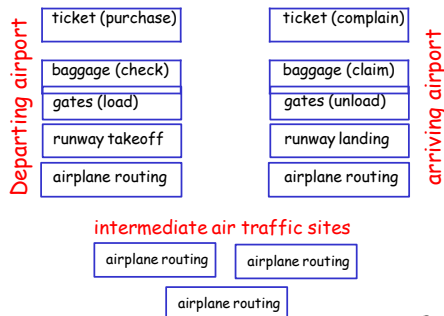 Departing airport
ticket (purchase)
baggage (check)
gates (load)
runway takeoff
airplane routing
ticket (complain)
baggage (claim)
gates (unload)
runway landing
airplane routing
arriving airport
intermediate air traffic sites
airplane routing
airplane routing
airplane routing